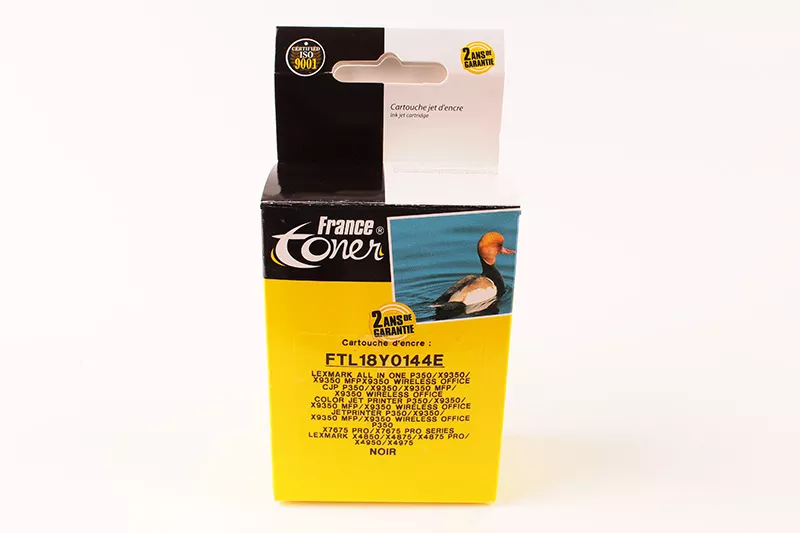 CERTIFIED
ISO
9001
2 ANS DE
GARANTIE
Cartouche jet d'encre
Ink jet cartridge
France ®
Toner
2 ANS DE
GARANTIE
Cartouche d'encre :
FTL18Y0144E
LEXMARK ALL IN ONE P350/X9350/
X9350 MFPX9350 WIRELESS OFFICE
CJP P350/X9350/X9350 MFP/
X9350 WIRELESS OFFICE
COLOR JET PRINTER P350/X9350/
X9350 MFP/X9350 WIRELESS OFFICE
JETPRINTER P350/X9350/
X9350 MFP/X9350 WIRELESS OFFICE
P350
X7675 PRO/X7675 PRO SERIES
LEXMARK X4850/X4875/X4875 PRO/
X4950/X4975
NOIR